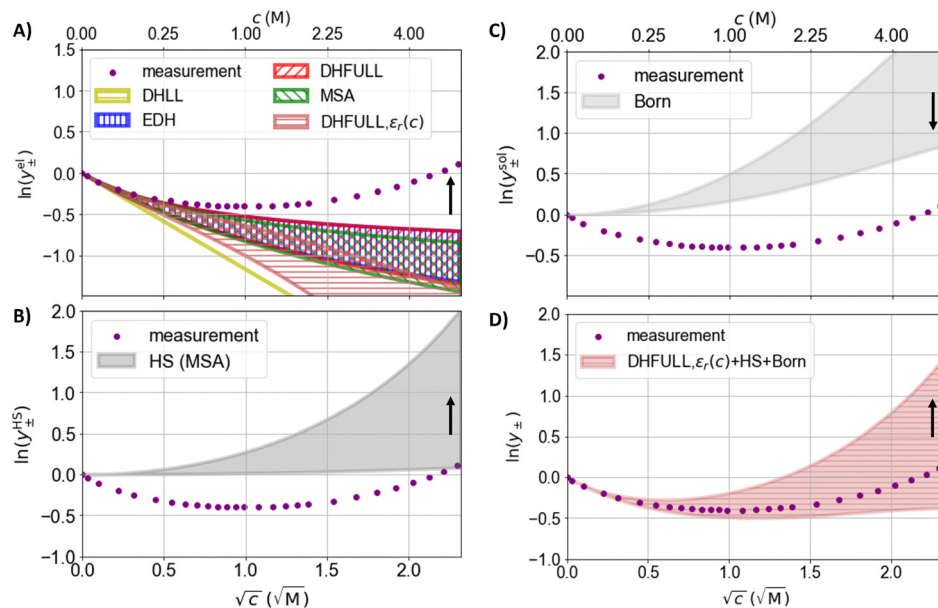 A)
c (M)
0.00 0.25 1.00 2.25 4.00
1.5
1.0
0.5
0.0
−0.5
−1.0
ln(y±^el)
measurement
DHLL
EDH
DHFULL
MSA
DHFULL,εr(c)
C)
c (M)
0.00 0.25 1.00 2.25 4.00
2.0
1.5
1.0
0.5
0.0
−0.5
ln(y±^sol)
measurement
Born
B)
2.0
1.5
1.0
0.5
0.0
−0.5
−1.0
ln(y±^HS)
measurement
HS (MSA)
0.0 0.5 1.0 1.5 2.0
√c (√M)
D)
2.0
1.5
1.0
0.5
0.0
−0.5
−1.0
ln(y±)
measurement
DHFULL,εr(c)+HS+Born
0.0 0.5 1.0 1.5 2.0
√c (√M)